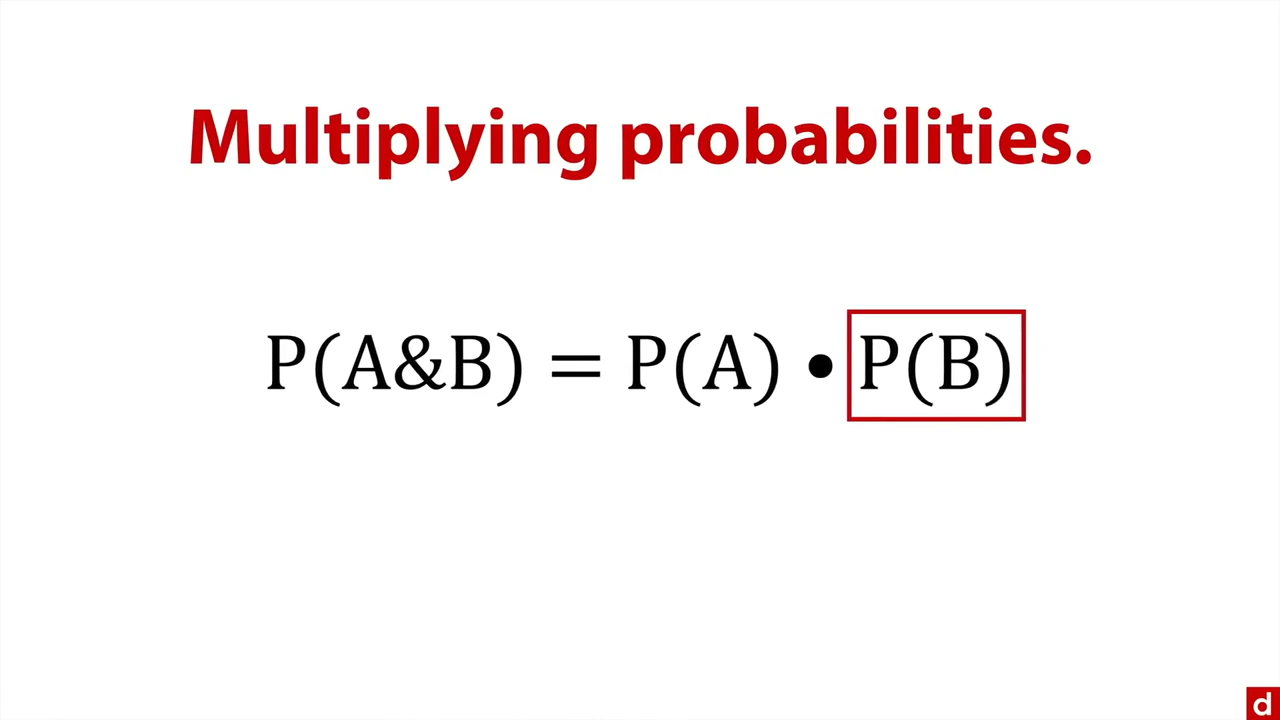 Multiplying probabilities.
P(A&B) = P(A) • P(B)
d